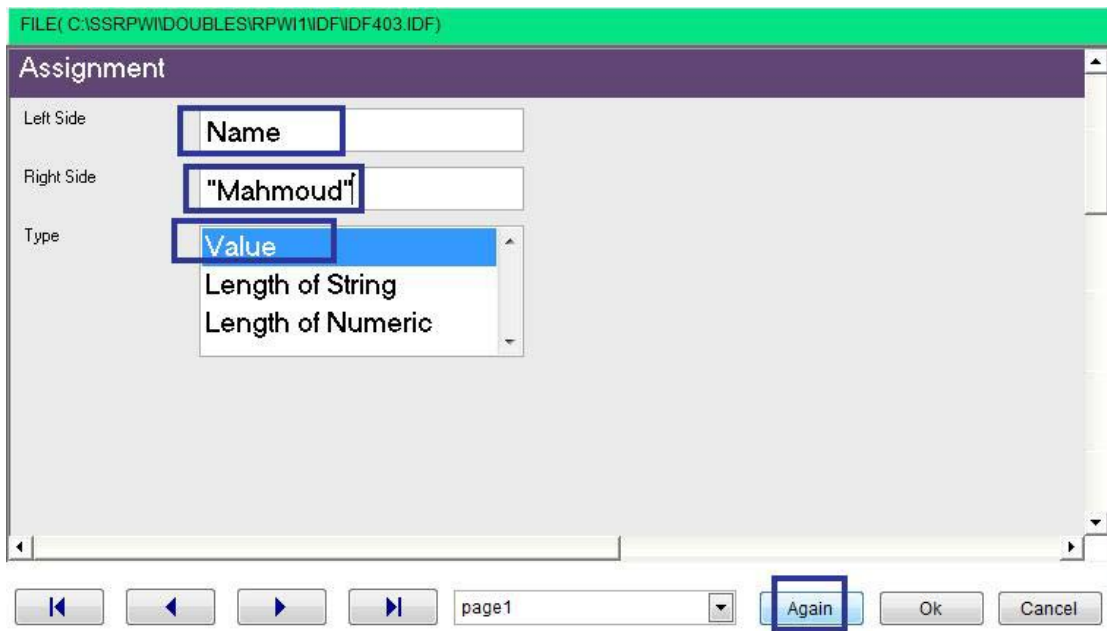 FILE( C:\SSRPWI\DOUBLES\RPWI1\IDF\IDF403.IDF)
Assignment
Left Side
Name
Right Side
"Mahmoud"
Type
Value
Length of String
Length of Numeric
page1
Again
Ok
Cancel